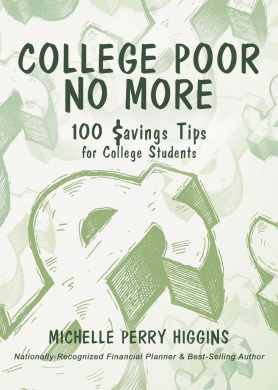 COLLEGE POOR
NO MORE
100 $avings Tips
for College Students
MICHELLE PERRY HIGGINS
Nationally-Recognized Financial Planner & Best-Selling Author